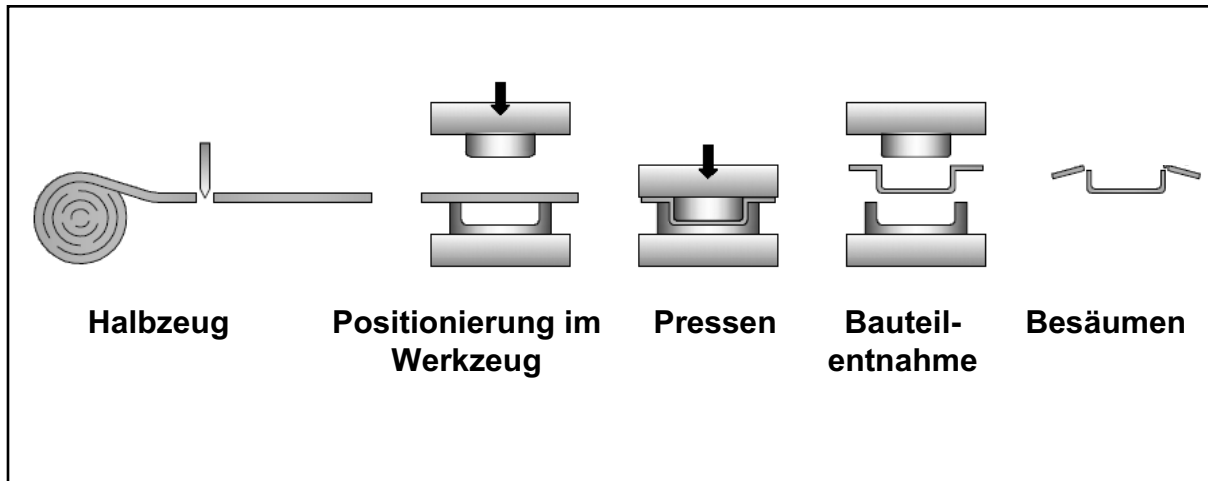 Halbzeug
Positionierung im
Werkzeug
Pressen
Bauteil-
entnahme
Besäumen